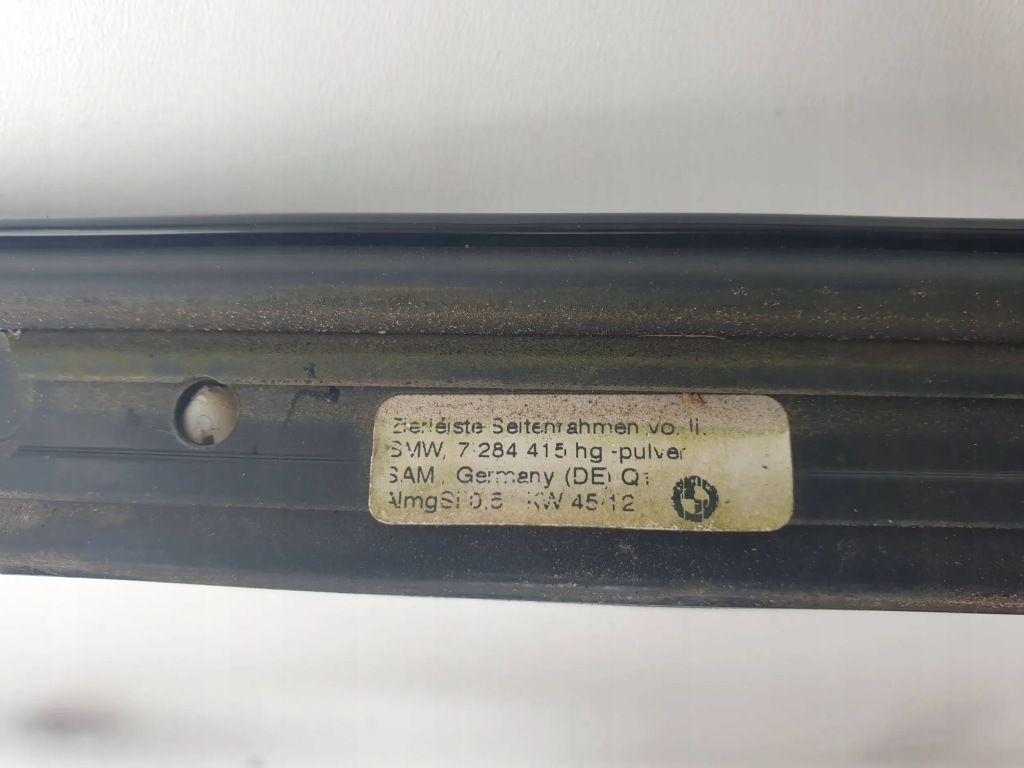 Zierleiste Seitenrahmen vo. li.
BMW, 7 284 415 hg -pulver
SAM, Germany (DE) Q1
AlmgSi 0,5 KW 45/12